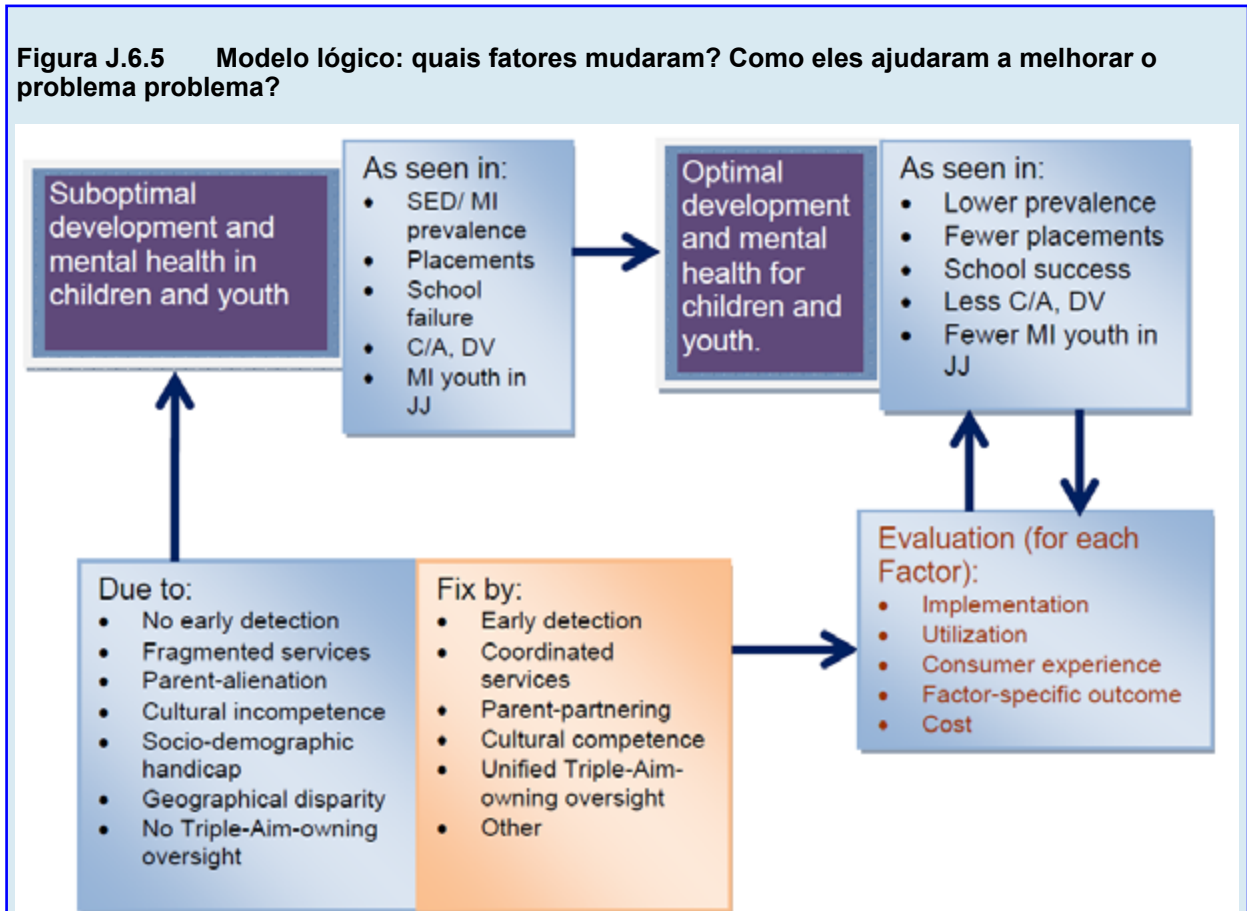 Figura J.6.5 Modelo lógico: quais fatores mudaram? Como eles ajudaram a melhorar o
problema problema?
Suboptimal
development and
mental health in
children and youth
As seen in:
• SED/ MI
prevalence
• Placements
• School
failure
• C/A, DV
• MI youth in
JJ
Optimal
development
and mental
health for
children and
youth.
As seen in:
• Lower prevalence
• Fewer placements
• School success
• Less C/A, DV
• Fewer MI youth in
JJ
Due to:
• No early detection
• Fragmented services
• Parent-alienation
• Cultural incompetence
• Socio-demographic
handicap
• Geographical disparity
• No Triple-Aim-owning
oversight
Fix by:
• Early detection
• Coordinated
services
• Parent-partnering
• Cultural competence
• Unified Triple-Aim-
owning oversight
• Other
Evaluation (for each
Factor):
• Implementation
• Utilization
• Consumer experience
• Factor-specific outcome
• Cost